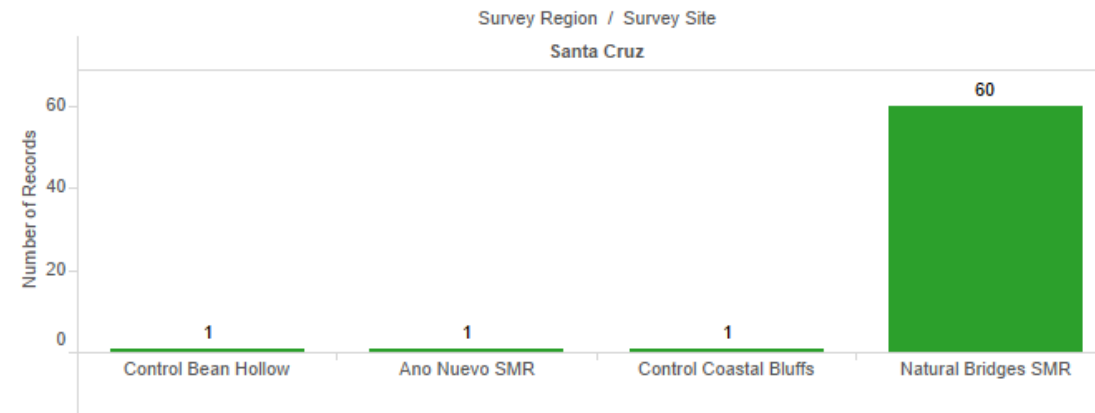 Survey Region / Survey Site
Santa Cruz
Number of Records
60
40
20
0
1
1
1
60
Control Bean Hollow
Ano Nuevo SMR
Control Coastal Bluffs
Natural Bridges SMR